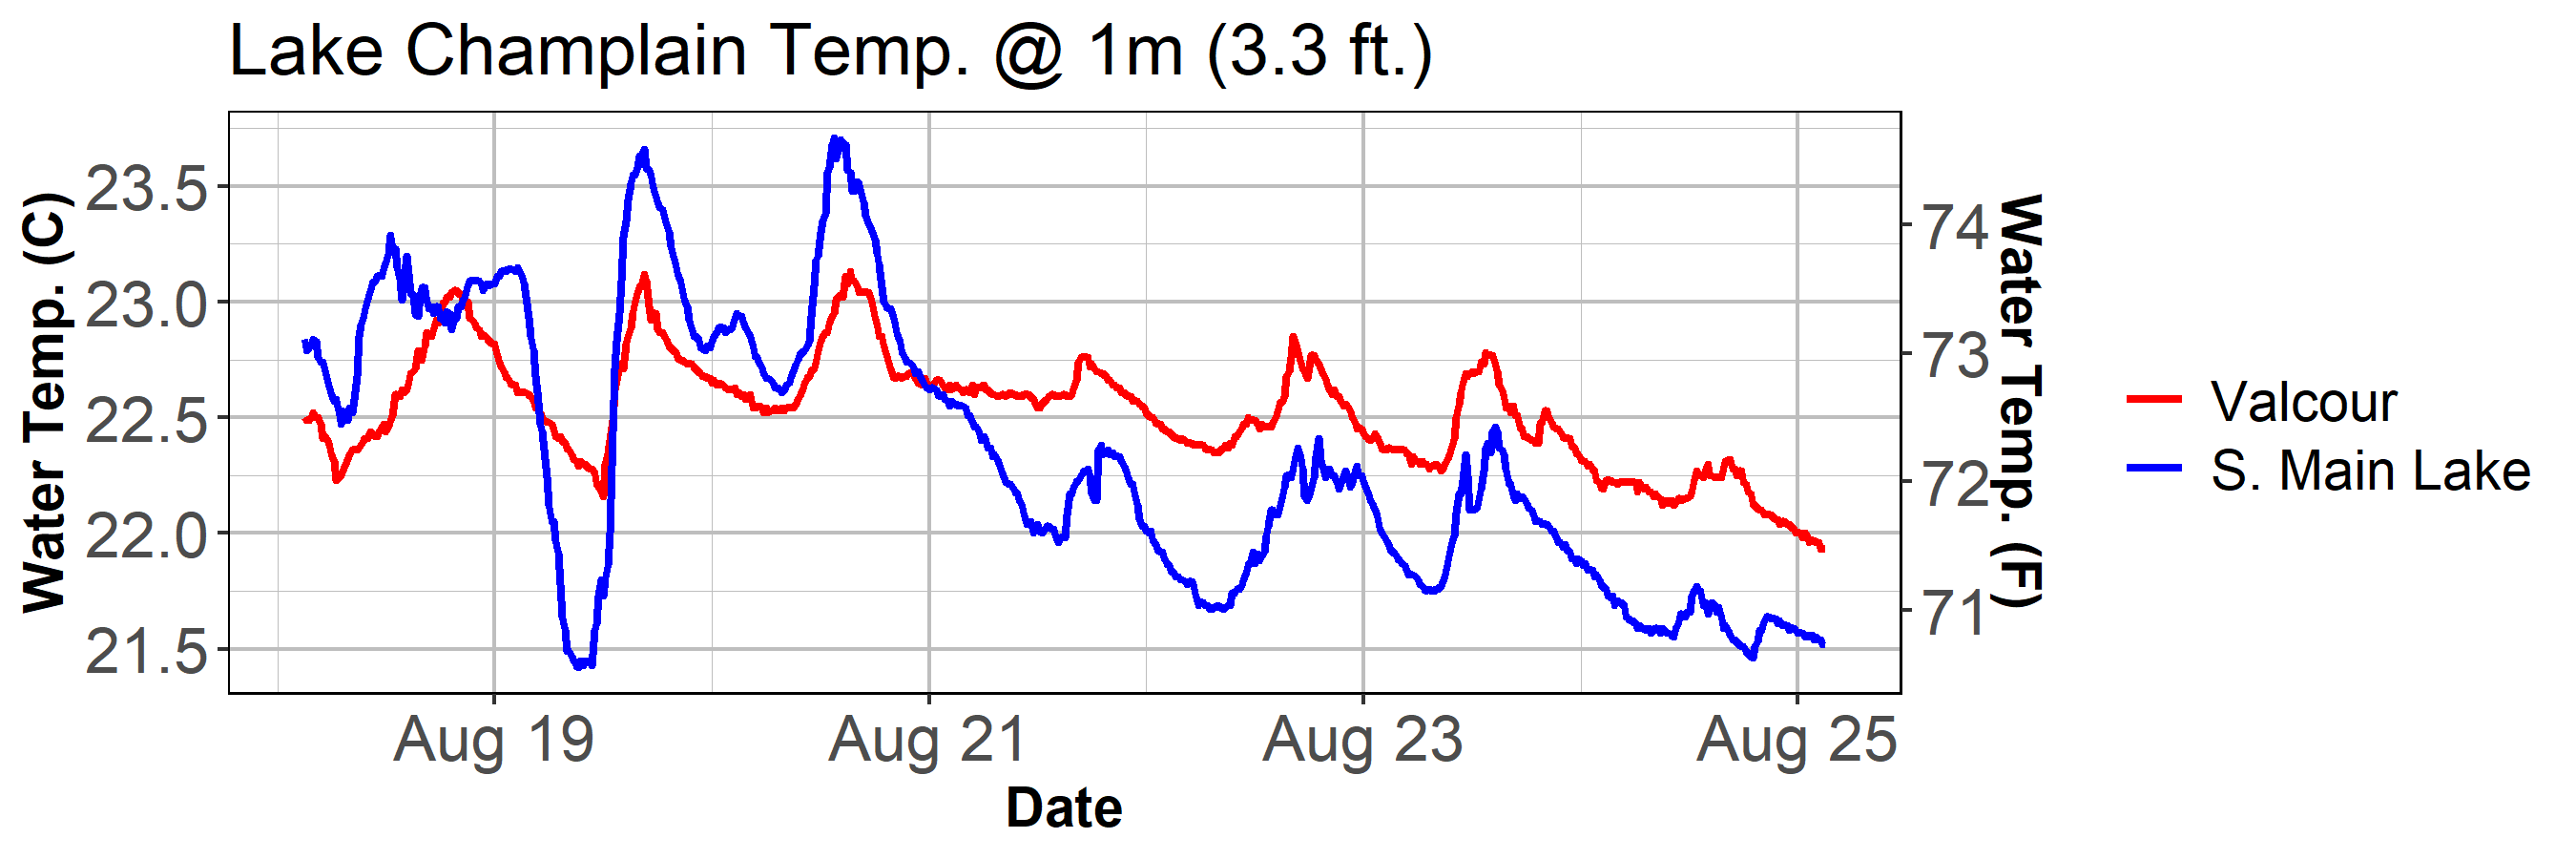 Lake Champlain Temp. @ 1m (3.3 ft.)
Water Temp. (C)
23.5
23.0
22.5
22.0
21.5
74
73
72
71
Water Temp. (F)
Aug 19
Aug 21
Aug 23
Aug 25
Date
Valcour
S. Main Lake